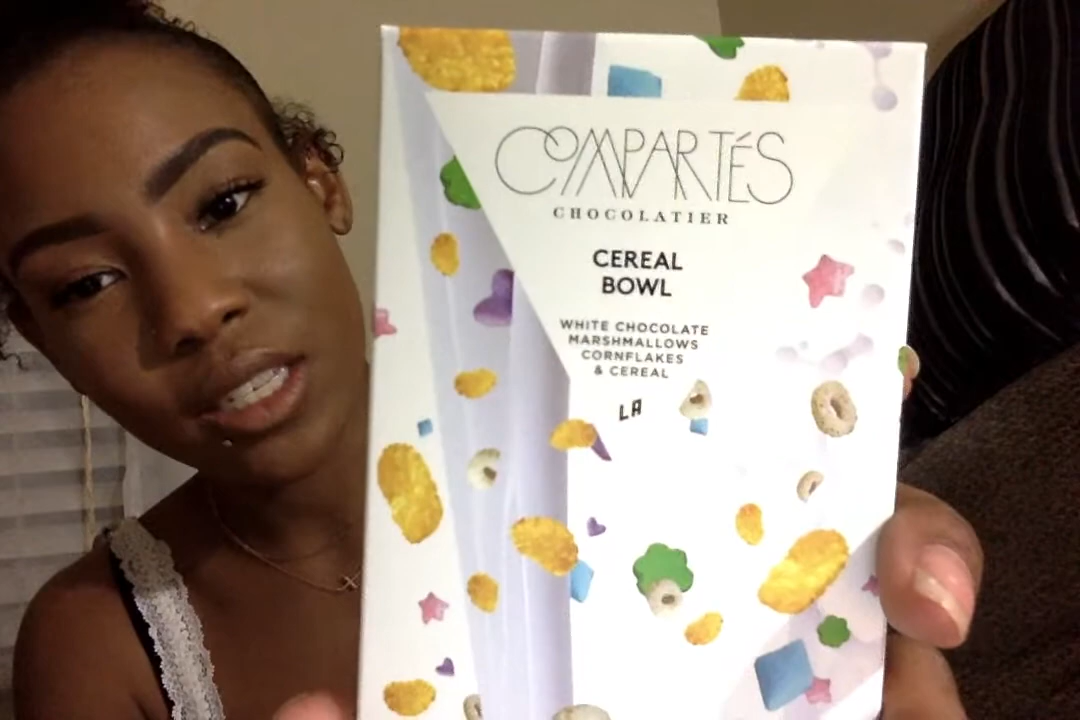 COMPARTÉS
CHOCOLATIER
CEREAL
BOWL
WHITE CHOCOLATE
MARSHMALLOWS
CORNFLAKES
& CEREAL
LA